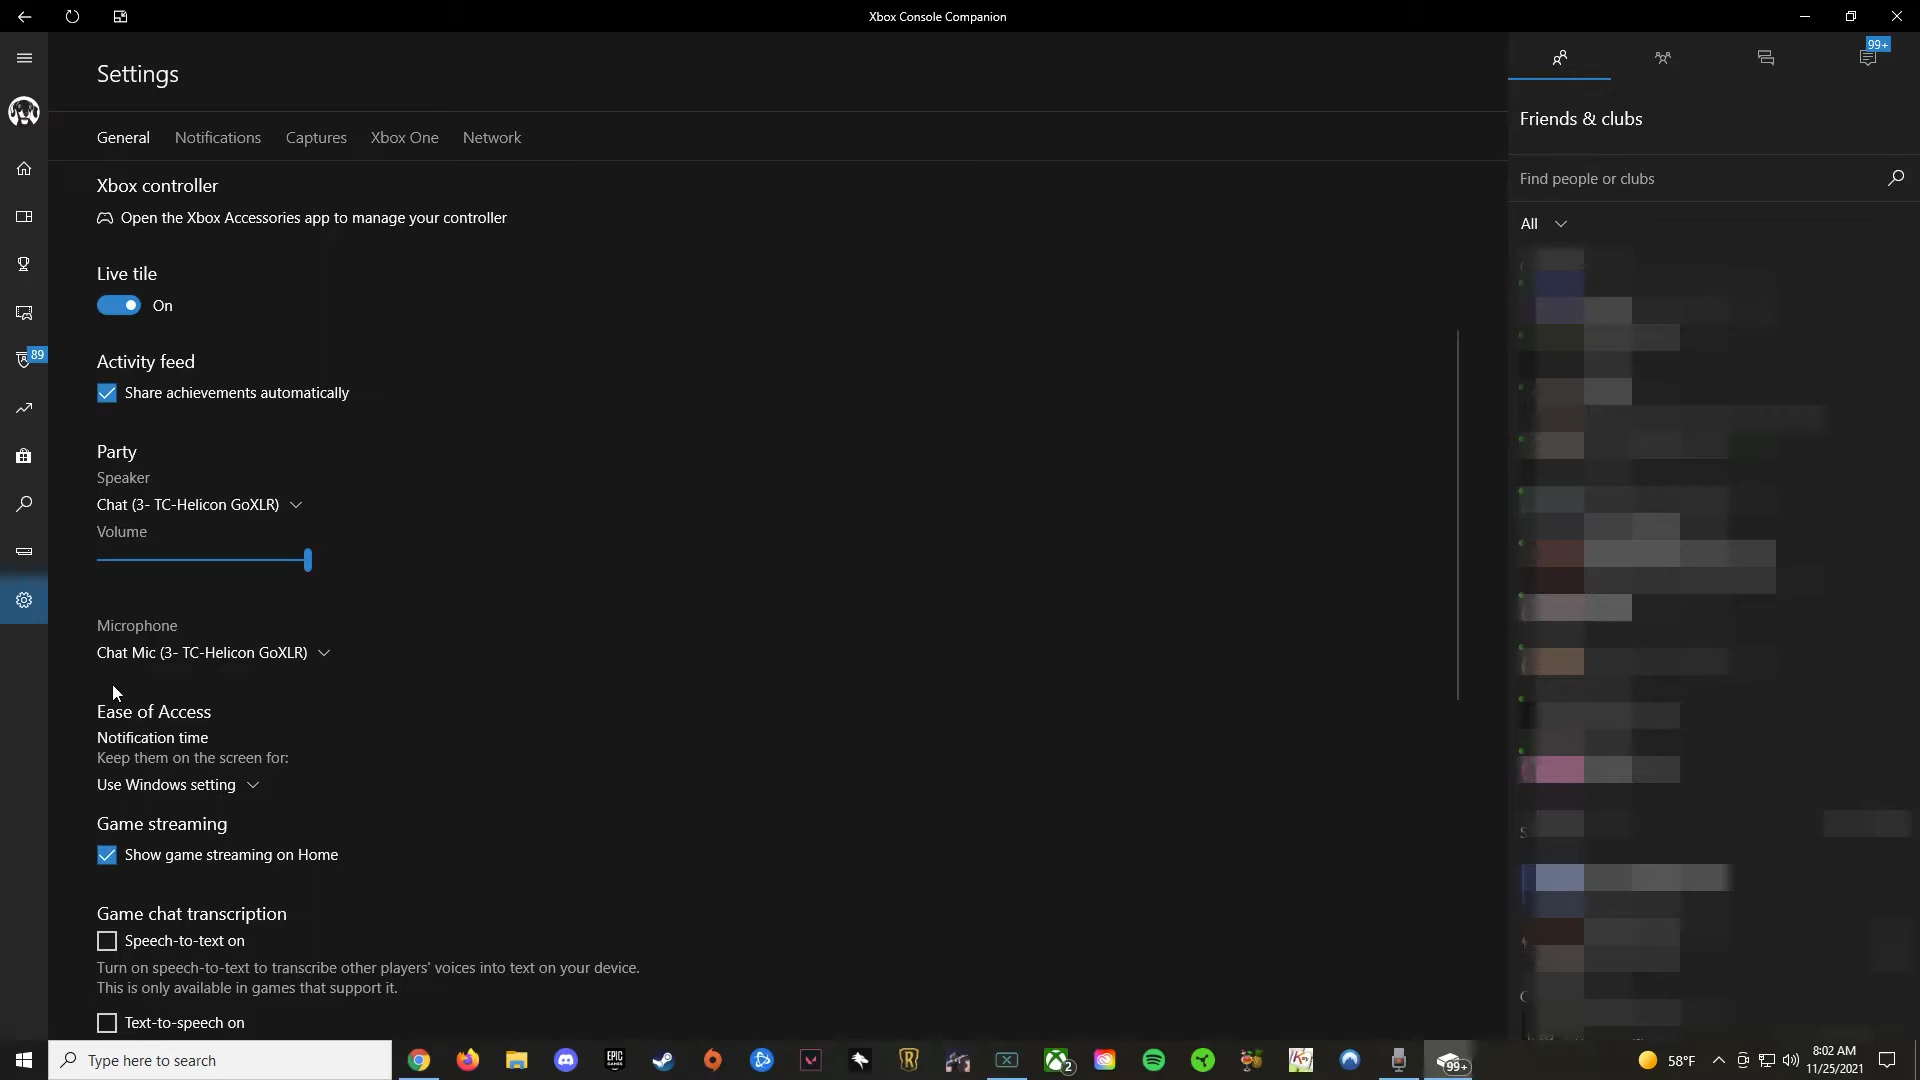 Xbox Console Companion
Settings
General
Notifications
Captures
Xbox One
Network
Xbox controller
Open the Xbox Accessories app to manage your controller
Live tile
On
Activity feed
Share achievements automatically
Party
Speaker
Chat (3- TC-Helicon GoXLR)
Volume
Microphone
Chat Mic (3- TC-Helicon GoXLR)
Ease of Access
Notification time
Keep them on the screen for:
Use Windows setting
Game streaming
Show game streaming on Home
Game chat transcription
Speech-to-text on
Turn on speech-to-text to transcribe other players' voices into text on your device.
This is only available in games that support it.
Text-to-speech on
89
99+
Friends & clubs
Find people or clubs
All
Type here to search
EPIC
GAMES
2
99+
58°F
8:02 AM
11/25/2021